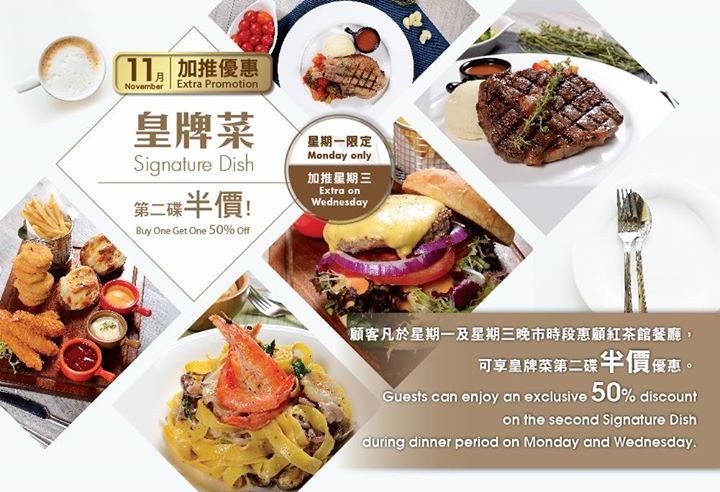 11月
November
加推優惠
Extra Promotion
皇牌菜
Signature Dish
第二碟半價!
Buy One Get One 50% Off
星期一限定
Monday only
加推星期三
Extra on
Wednesday
顧客凡於星期一及星期三晚市時段惠顧紅茶館餐廳，
可享皇牌菜第二碟半價優惠。
Guests can enjoy an exclusive 50% discount
on the second Signature Dish
during dinner period on Monday and Wednesday.